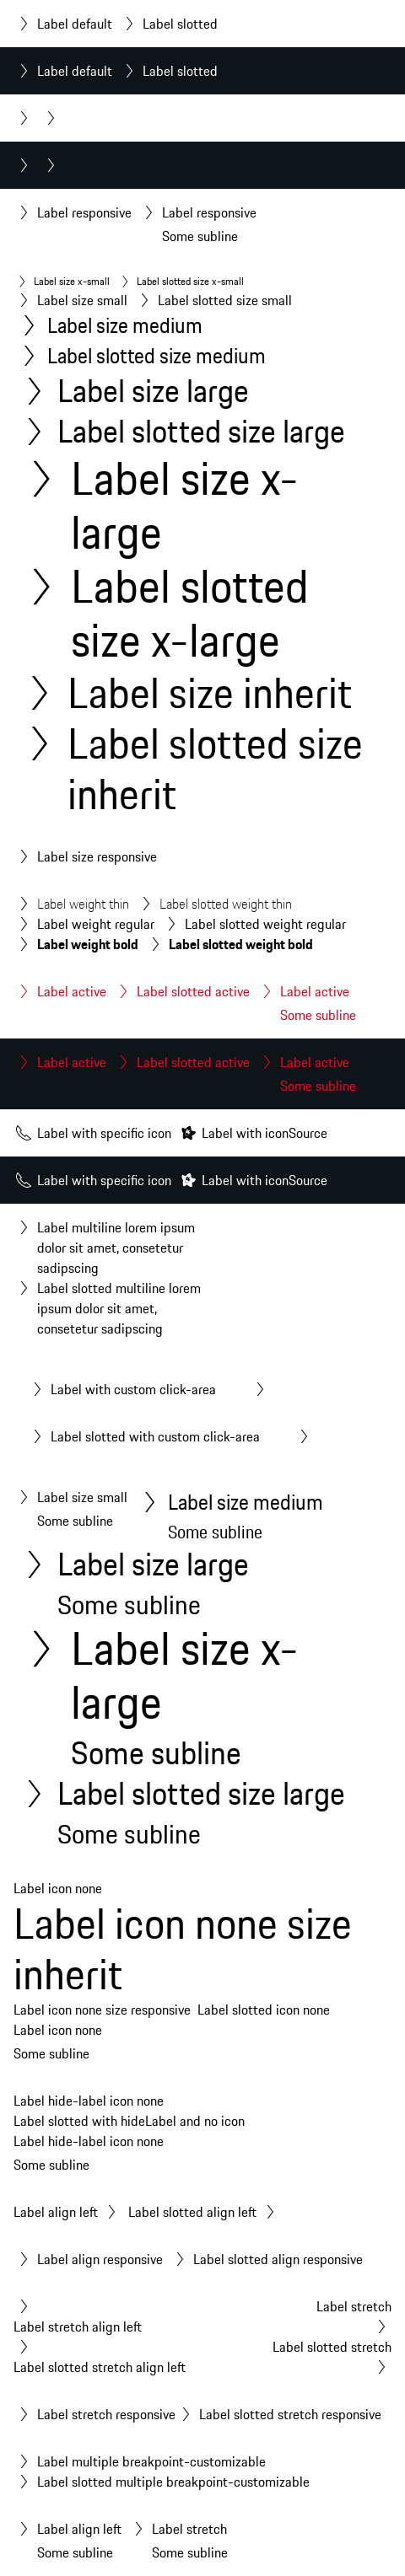 Label default Label slotted
Label default Label slotted
Label responsive Label responsive
Some subline
Label size x-small Label slotted size x-small
Label size small Label slotted size small
Label size medium
Label slotted size medium
Label size large
Label slotted size large
Label size x-
large
Label slotted
size x-large
Label size inherit
Label slotted size
inherit
Label size responsive
Label weight thin Label slotted weight thin
Label weight regular Label slotted weight regular
Label weight bold Label slotted weight bold
Label active Label slotted active Label active
Some subline
Label active Label slotted active Label active
Some subline
Label with specific icon Label with iconSource
Label with specific icon Label with iconSource
Label multiline lorem ipsum
dolor sit amet, consetetur
sadipscing
Label slotted multiline lorem
ipsum dolor sit amet,
consetetur sadipscing
Label with custom click-area
Label slotted with custom click-area
Label size small Label size medium
Some subline Some subline
Label size large
Some subline
Label size x-
large
Some subline
Label slotted size large
Some subline
Label icon none
Label icon none size
inherit
Label icon none size responsive Label slotted icon none
Label icon none
Some subline
Label hide-label icon none
Label slotted with hideLabel and no icon
Label hide-label icon none
Some subline
Label align left Label slotted align left
Label align responsive Label slotted align responsive
Label stretch
Label stretch align left
Label slotted stretch
Label slotted stretch align left
Label stretch responsive Label slotted stretch responsive
Label multiple breakpoint-customizable
Label slotted multiple breakpoint-customizable
Label align left Label stretch
Some subline Some subline